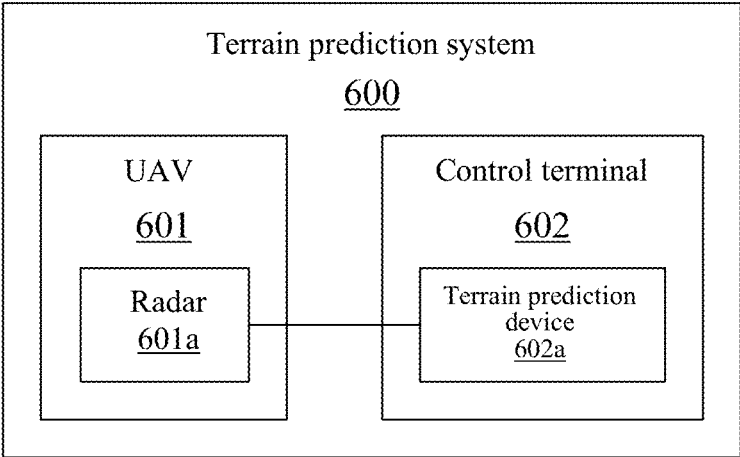 Terrain prediction system
600
UAV
601
Radar
601a
Control terminal
602
Terrain prediction
device
602a